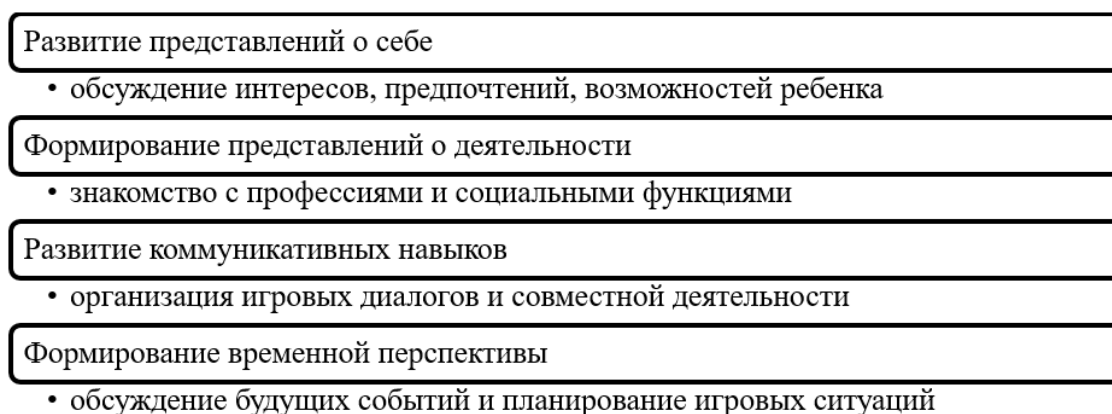 Развитие представлений о себе
• обсуждение интересов, предпочтений, возможностей ребенка
Формирование представлений о деятельности
• знакомство с профессиями и социальными функциями
Развитие коммуникативных навыков
• организация игровых диалогов и совместной деятельности
Формирование временной перспективы
• обсуждение будущих событий и планирование игровых ситуаций